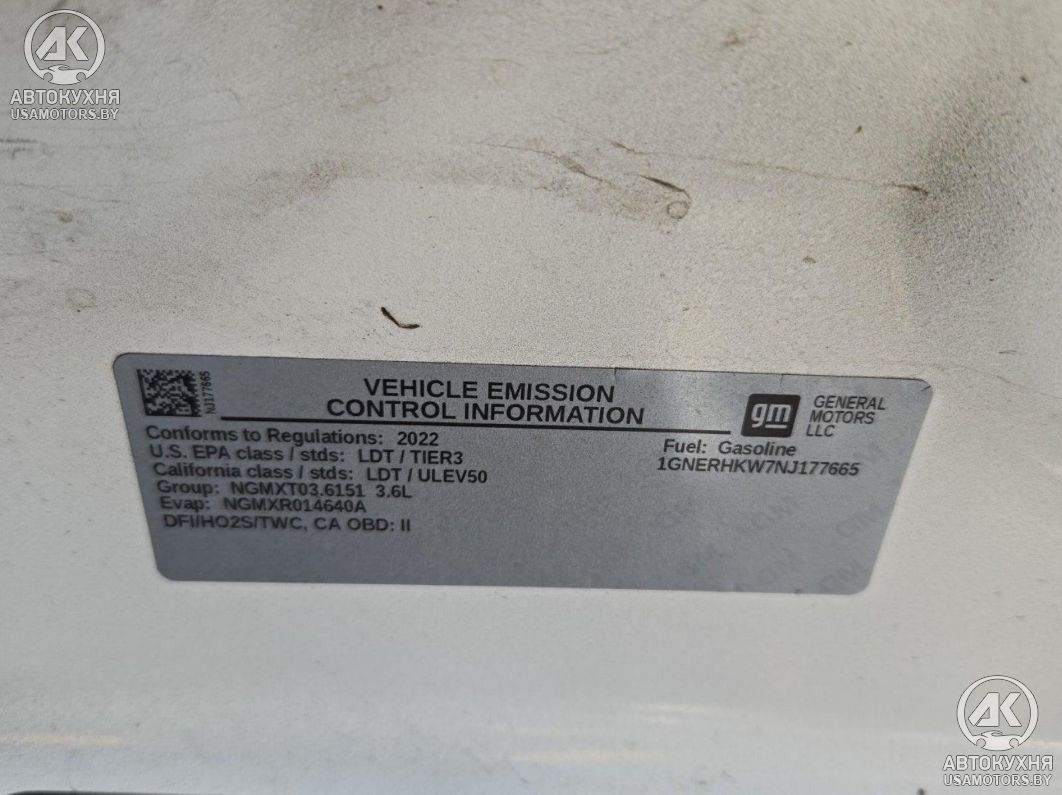 AK
АВТОКУХНЯ
USAMOTORS.BY
NJ177665
VEHICLE EMISSION
CONTROL INFORMATION
gm
GENERAL
MOTORS
LLC
Conforms to Regulations: 2022
U.S. EPA class / stds: LDT / TIER3
California class / stds: LDT / ULEV50
Group: NGMXT03.6151 3.6L
Evap: NGMXR014640A
DFI/HO2S/TWC, CA OBD: II
Fuel: Gasoline
1GNERHKW7NJ177665
AK
АВТОКУХНЯ
USAMOTORS.BY